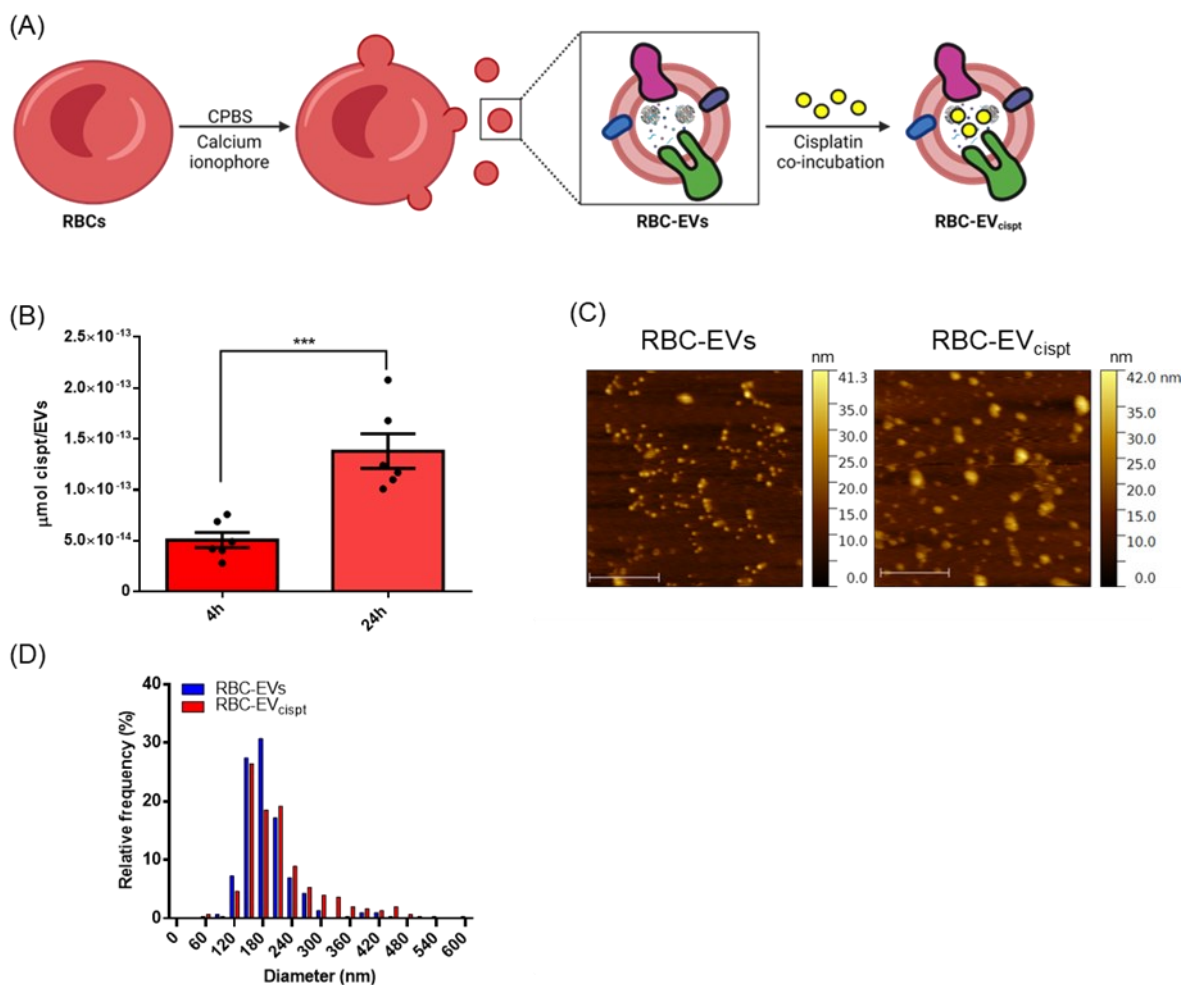 (A)
CPBS
Calcium
ionophore
Cisplatin
co-incubation
RBCs
RBC-EVs
RBC-EVcispt
(B)
μmol cispt/EVs
2.5×10-13
2.0×10-13
1.5×10-13
1.0×10-13
5.0×10-14
0
***
4h
24h
(C)
RBC-EVs
RBC-EVcispt
nm
41.3
35.0
30.0
25.0
20.0
15.0
10.0
0.0
nm
42.0 nm
35.0
30.0
25.0
20.0
15.0
10.0
0.0
(D)
RBC-EVs
RBC-EVcispt
Relative frequency (%)
40
30
20
10
0
0
60
120
180
240
300
360
420
480
540
600
Diameter (nm)